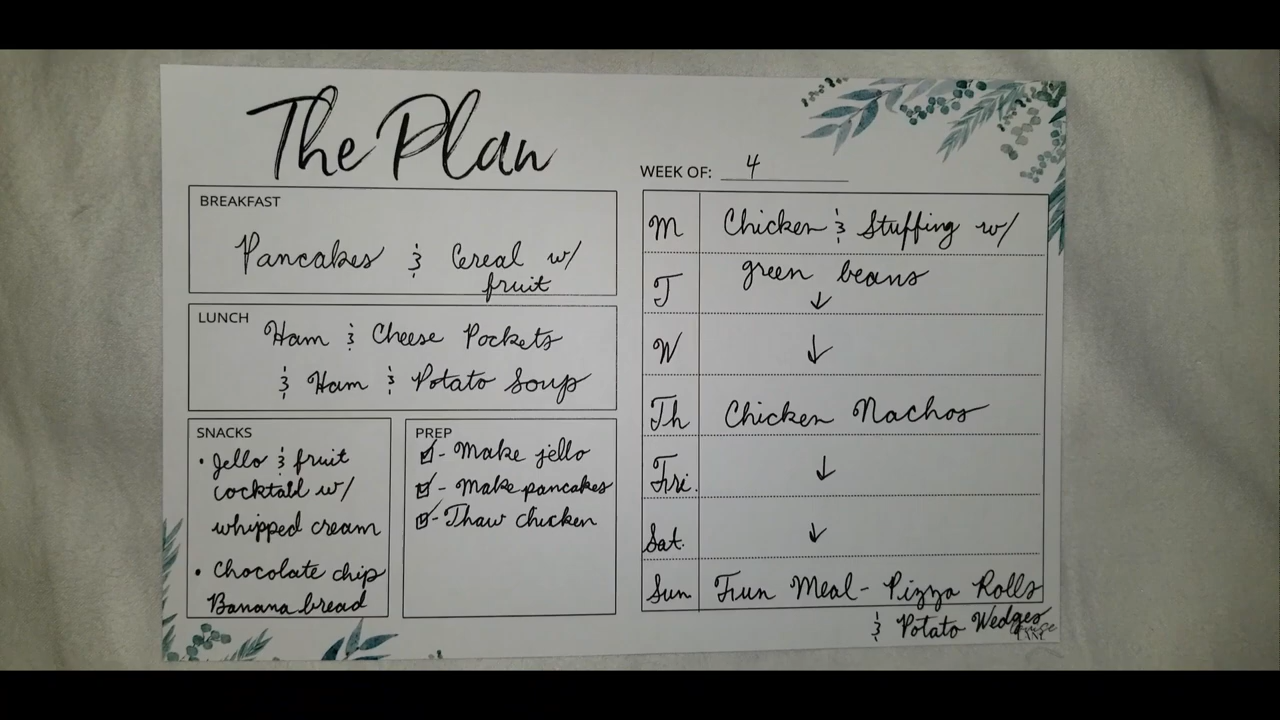 The Plan
WEEK OF: 4
BREAKFAST
Pancakes & Cereal w/
fruit
LUNCH
Ham & Cheese Pockets
& Ham & Potato Soup
SNACKS
• Jello & fruit
cocktail w/
whipped cream
• Chocolate chip
Banana bread
PREP
☑- Make jello
☑- Make pancakes
☑- Thaw chicken
M Chicken & Stuffing w/
T green beans
↓
W ↓
Th Chicken Nachos
Fri. ↓
Sat. ↓
Sun Fun Meal- Pizza Rolls
& Potato Wedges